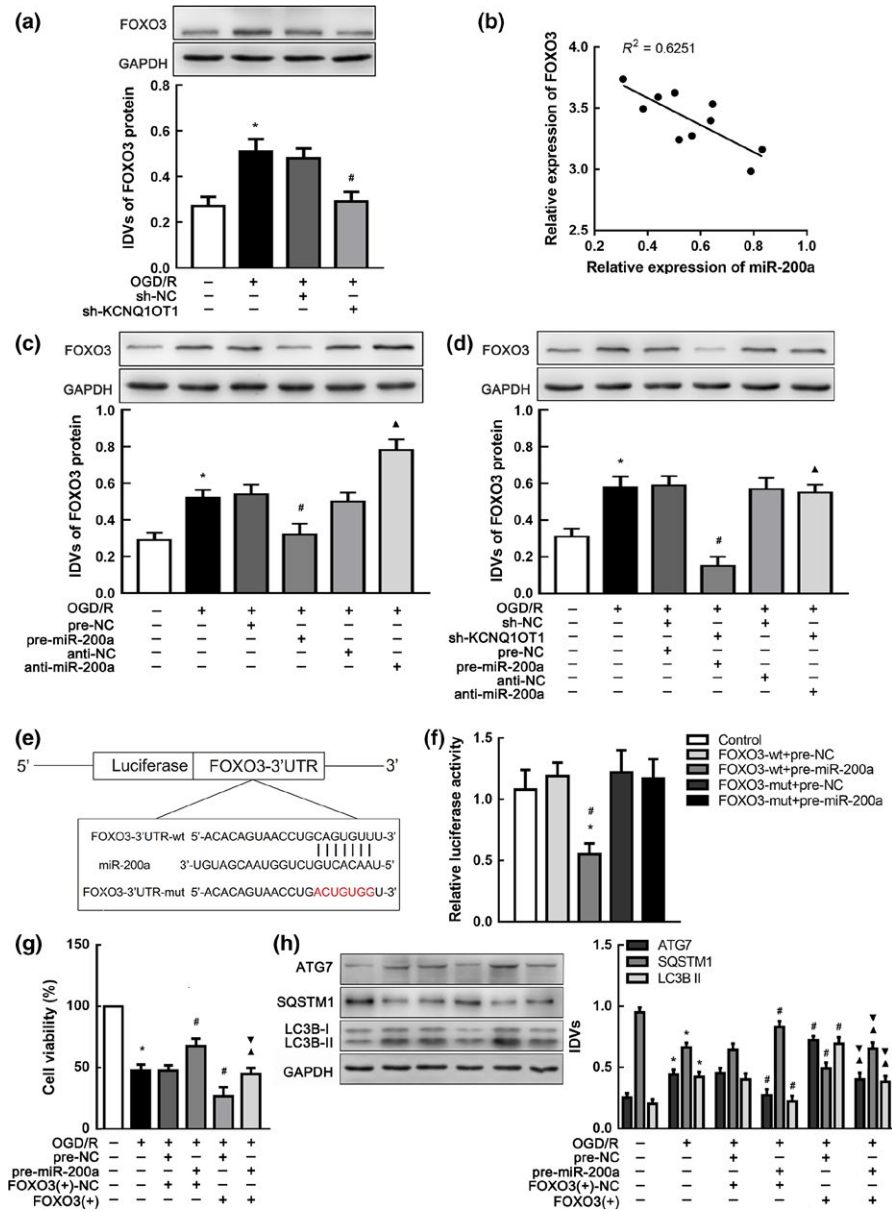 (a)
FOXO3
GAPDH
IDVs of FOXO3 protein
0.8
0.6
0.4
0.2
0.0
*
#
OGD/R − + + +
sh-NC − − + −
sh-KCNQ1OT1 − − − +
(b)
R² = 0.6251
Relative expression of FOXO3
4.0
3.5
3.0
2.5
0.2 0.4 0.6 0.8 1.0
Relative expression of miR-200a
(c)
FOXO3
GAPDH
IDVs of FOXO3 protein
1.0
0.8
0.6
0.4
0.2
0.0
*
#
▲
OGD/R − + + + + +
pre-NC − − + − − −
pre-miR-200a − − − + − −
anti-NC − − − − + −
anti-miR-200a − − − − − +
(d)
FOXO3
GAPDH
IDVs of FOXO3 protein
1.0
0.8
0.6
0.4
0.2
0.0
*
#
▲
OGD/R − + + + + +
sh-NC − − + − + −
sh-KCNQ1OT1 − − − + − +
pre-NC − − + − − −
pre-miR-200a − − − + − −
anti-NC − − − − + −
anti-miR-200a − − − − − +
(e)
5' Luciferase FOXO3-3'UTR 3'
FOXO3-3'UTR-wt 5'-ACACAGUAACCUGCAGUGUUU-3'
miR-200a 3'-UGUAGCAAUGGUCUGUCACAAU-5'
FOXO3-3'UTR-mut 5'-ACACAGUAACCUGACUGUGGU-3'
(f)
Relative luciferase activity
1.5
1.0
0.5
0.0
#
*
Control
FOXO3-wt+pre-NC
FOXO3-wt+pre-miR-200a
FOXO3-mut+pre-NC
FOXO3-mut+pre-miR-200a
(g)
Cell viability (%)
150
100
50
0
*
#
#
▼
▲
OGD/R − + + + + +
pre-NC − − + − + −
pre-miR-200a − − − + − +
FOXO3(+)-NC − − + + − −
FOXO3(+) − − − − + +
(h)
ATG7
SQSTM1
LC3B-I
LC3B-II
GAPDH
ATG7
SQSTM1
LC3B II
IDVs
1.0
0.5
0.0
* * *
# # #
# # #
▼ ▼ ▼
▲ ▲ ▲
OGD/R − + + + + +
pre-NC − − + − + −
pre-miR-200a − − − + − +
FOXO3(+)-NC − − + + − −
FOXO3(+) − − − − + +